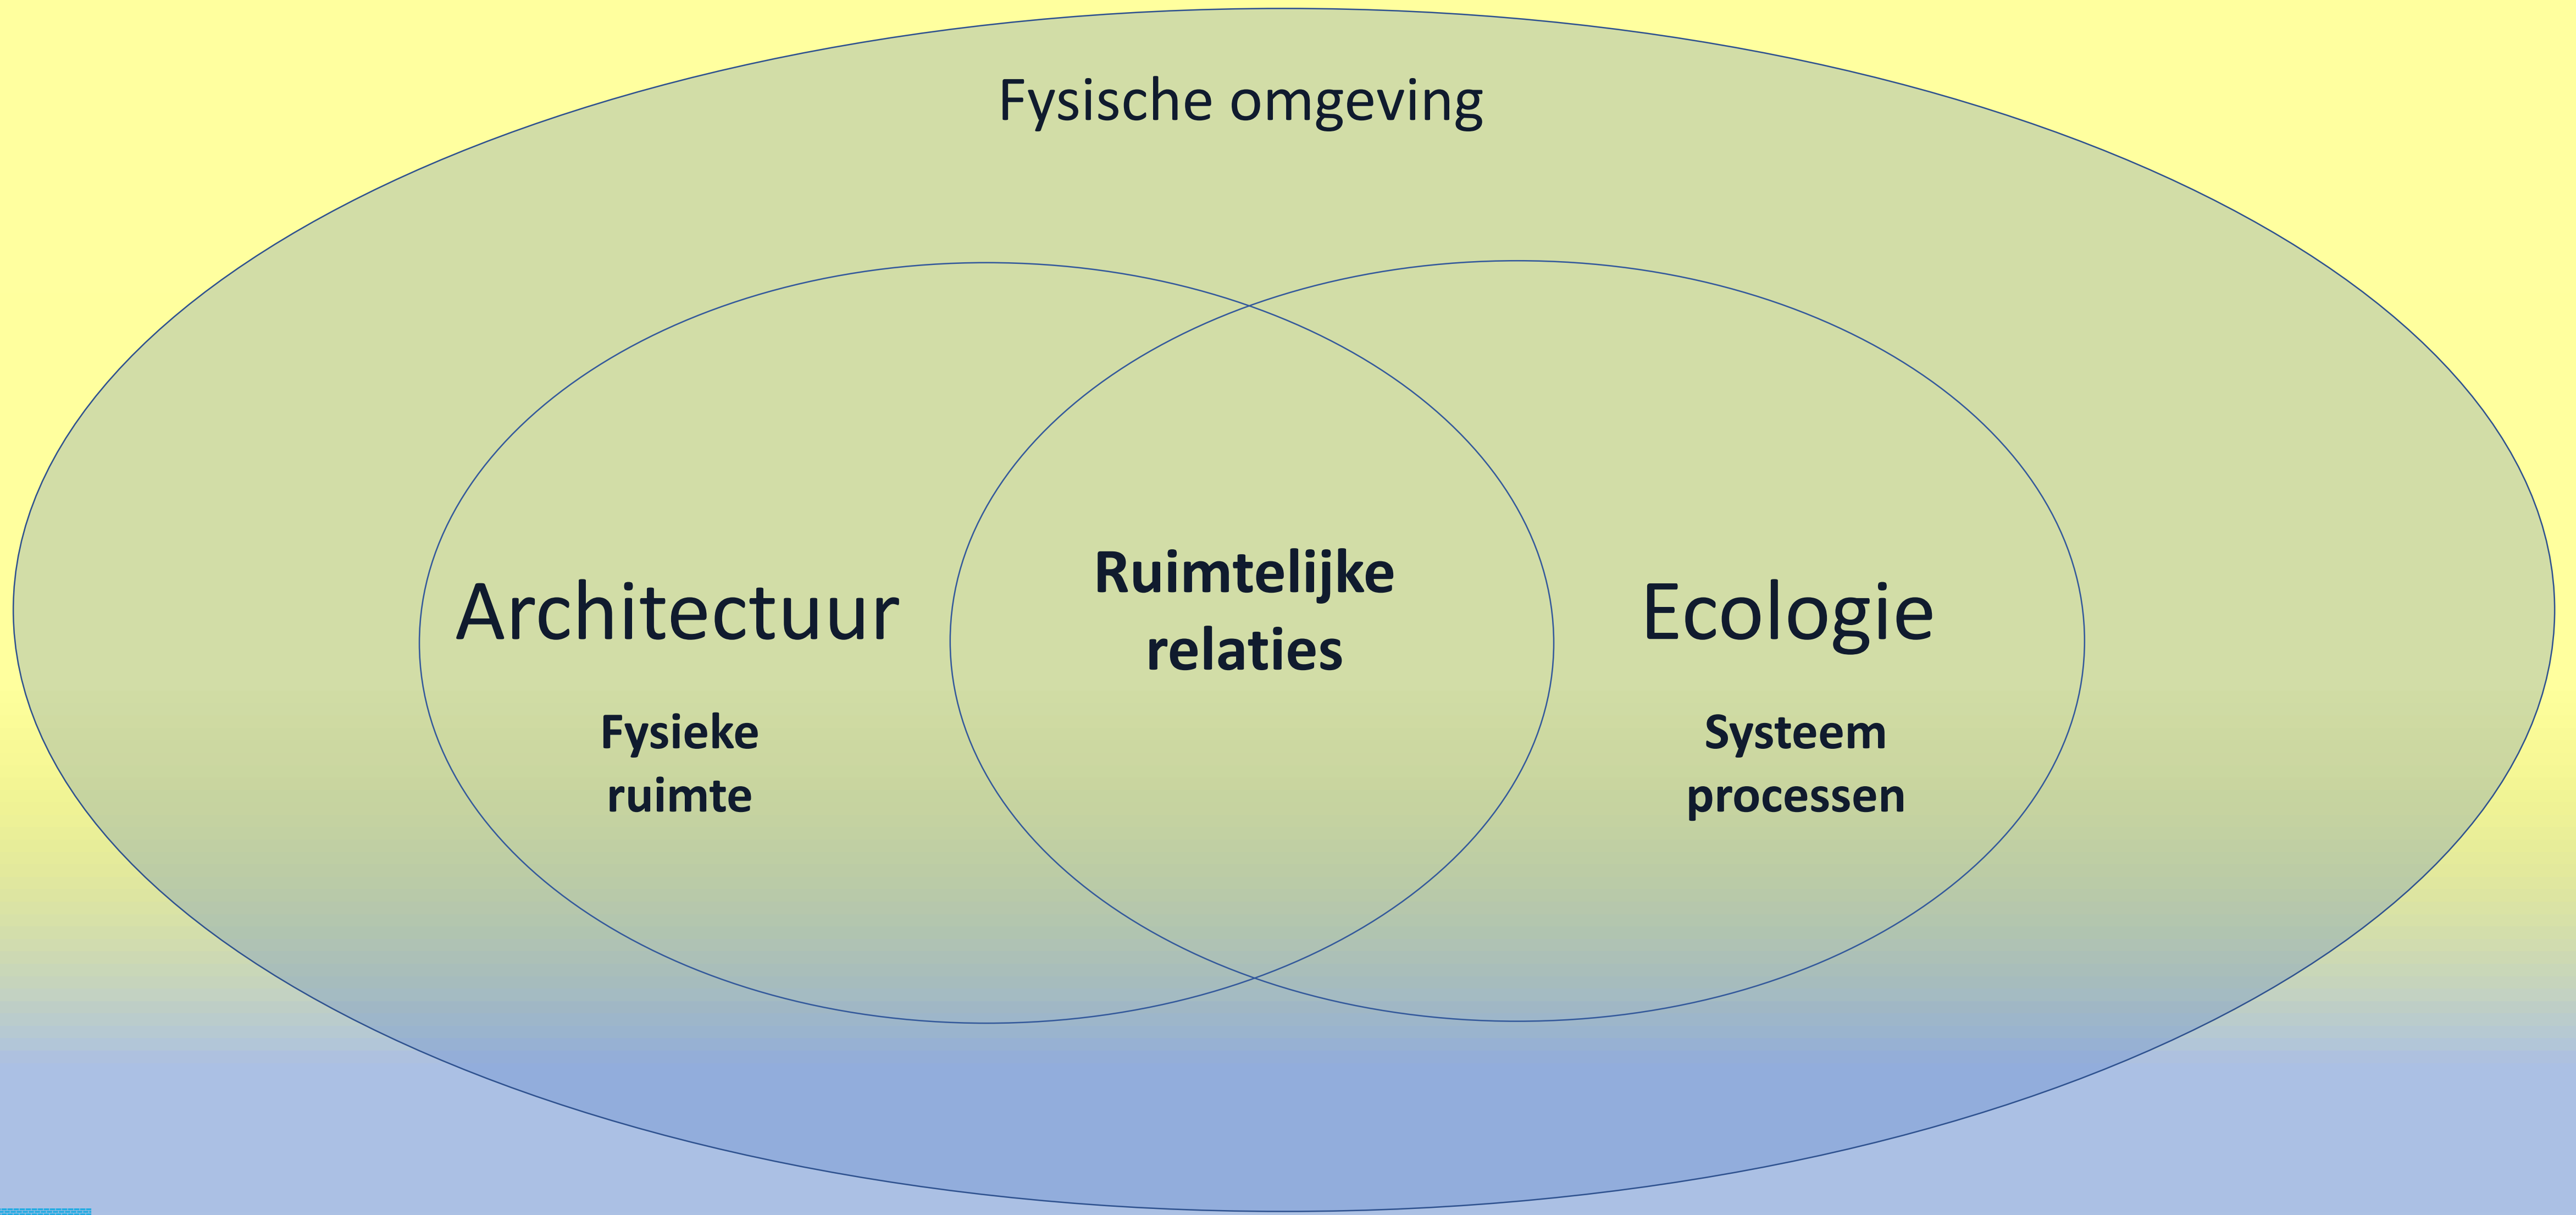 Fysische omgeving
Architectuur
Fysieke
ruimte
Ruimtelijke
relaties
Ecologie
Systeem
processen